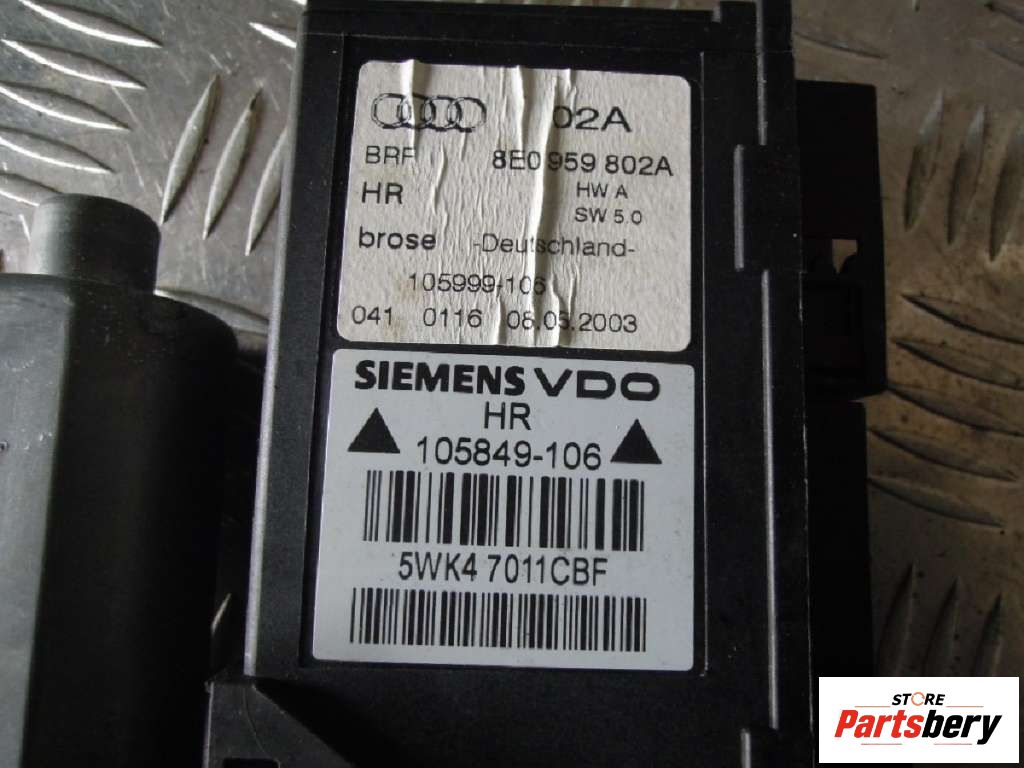 02A
BRF 8E0 959 802A
HR HW A
SW 5.0
brose -Deutschland-
105999-106
041 0116 08.05.2003
SIEMENS VDO
HR
105849-106
5WK4 7011CBF
STORE
Partsbery